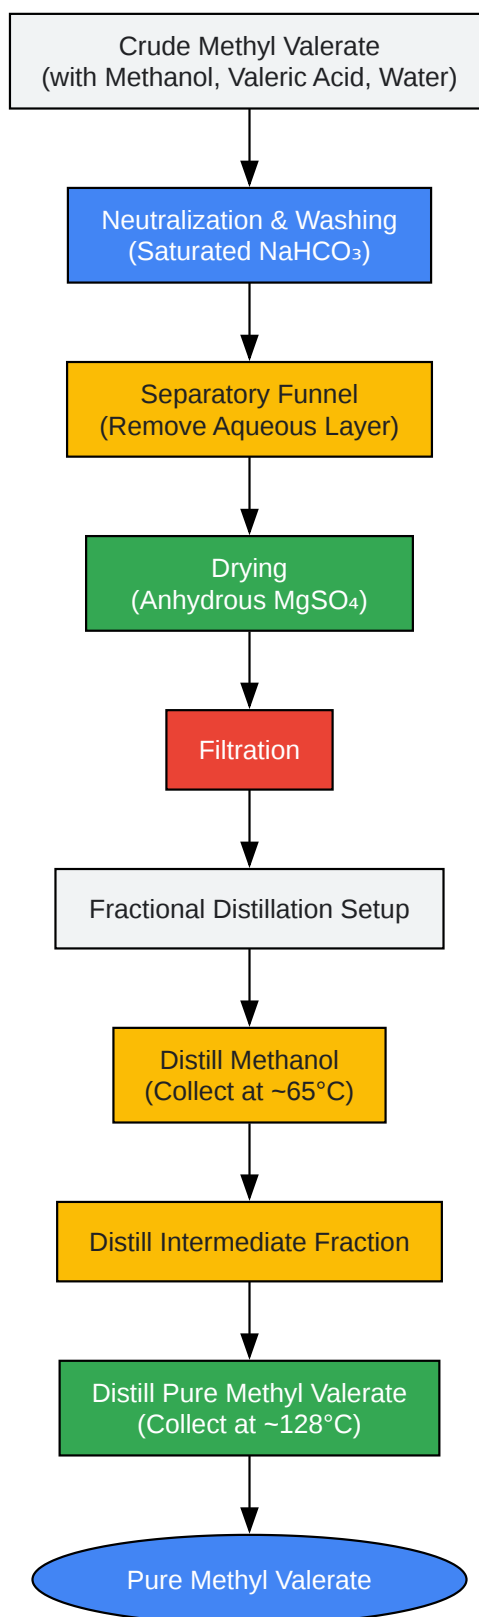 Crude Methyl Valerate
(with Methanol, Valeric Acid, Water)
Neutralization & Washing
(Saturated NaHCO₃)
Separatory Funnel
(Remove Aqueous Layer)
Drying
(Anhydrous MgSO₄)
Filtration
Fractional Distillation Setup
Distill Methanol
(Collect at ~65°C)
Distill Intermediate Fraction
Distill Pure Methyl Valerate
(Collect at ~128°C)
Pure Methyl Valerate